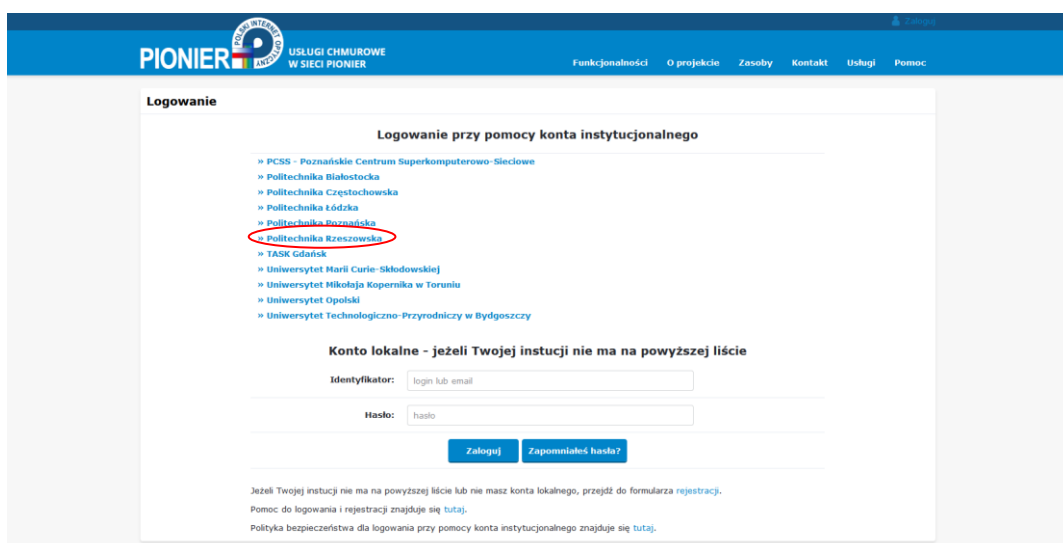 Zaloguj
POLSKI INTERNET OPTYCZNY
PIONIER
USŁUGI CHMUROWE
W SIECI PIONIER
Funkcjonalności O projekcie Zasoby Kontakt Usługi Pomoc
Logowanie
Logowanie przy pomocy konta instytucjonalnego
» PCSS - Poznańskie Centrum Superkomputerowo-Sieciowe
» Politechnika Białostocka
» Politechnika Częstochowska
» Politechnika Łódzka
» Politechnika Poznańska
» Politechnika Rzeszowska
» TASK Gdańsk
» Uniwersytet Marii Curie-Skłodowskiej
» Uniwersytet Mikołaja Kopernika w Toruniu
» Uniwersytet Opolski
» Uniwersytet Technologiczno-Przyrodniczy w Bydgoszczy
Konto lokalne - jeżeli Twojej instucji nie ma na powyższej liście
Identyfikator: login lub email
Hasło: hasło
Zaloguj Zapomniałeś hasła?
Jeżeli Twojej instucji nie ma na powyższej liście lub nie masz konta lokalnego, przejdź do formularza rejestracji.
Pomoc do logowania i rejestracji znajduje się tutaj.
Polityka bezpieczeństwa dla logowania przy pomocy konta instytucjonalnego znajduje się tutaj.